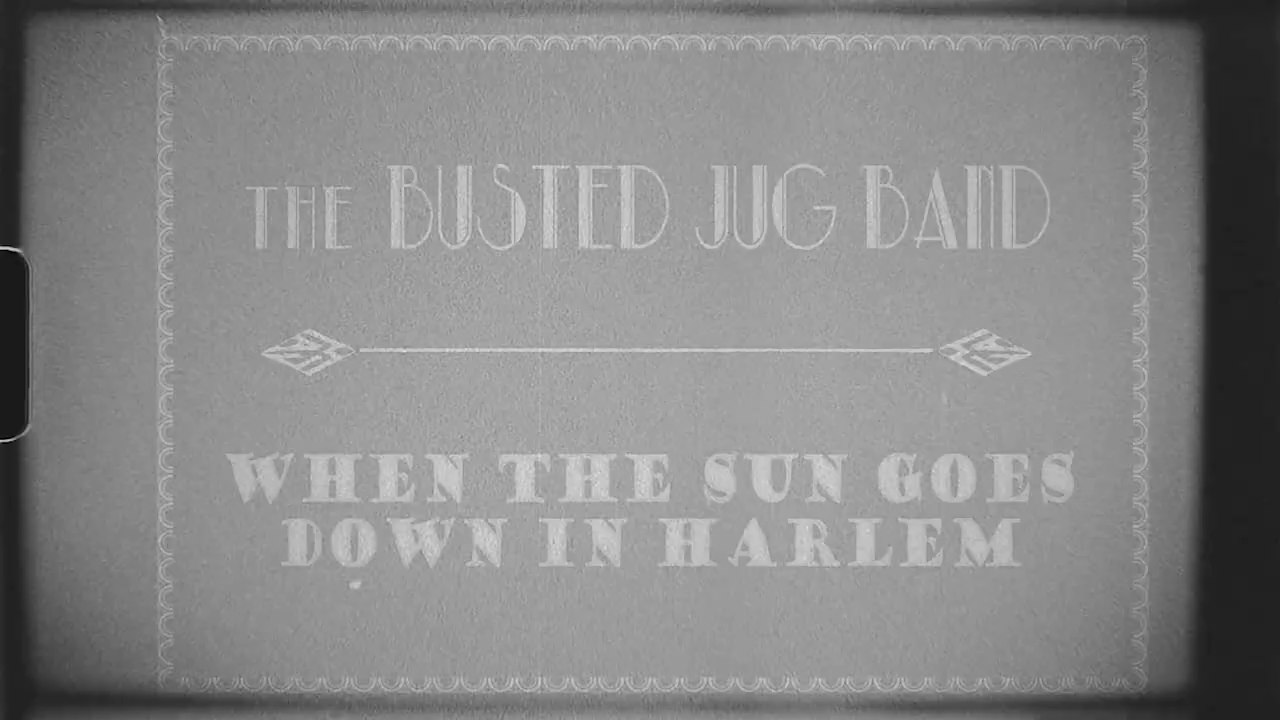 THE BUSTED JUG BAND
WHEN THE SUN GOES
DOWN IN HARLEM